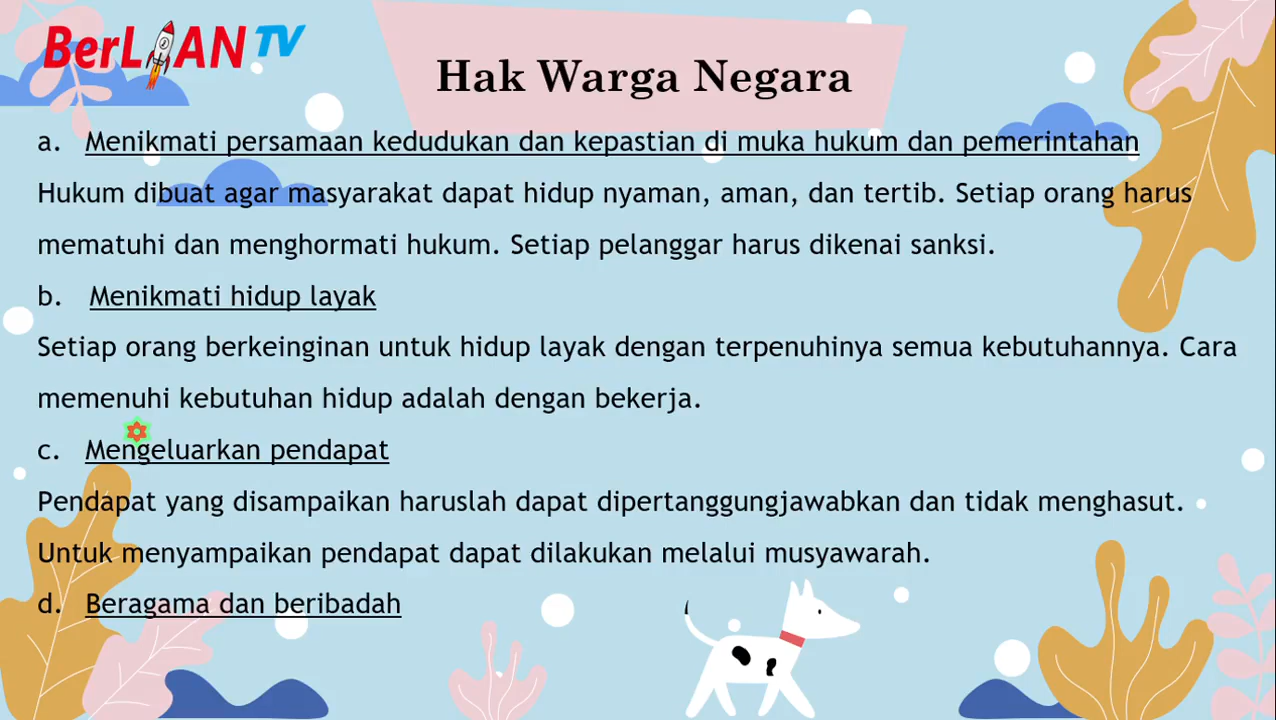 BerLIAN TV
Hak Warga Negara
a. Menikmati persamaan kedudukan dan kepastian di muka hukum dan pemerintahan
Hukum dibuat agar masyarakat dapat hidup nyaman, aman, dan tertib. Setiap orang harus
mematuhi dan menghormati hukum. Setiap pelanggar harus dikenai sanksi.
b. Menikmati hidup layak
Setiap orang berkeinginan untuk hidup layak dengan terpenuhinya semua kebutuhannya. Cara
memenuhi kebutuhan hidup adalah dengan bekerja.
c. Mengeluarkan pendapat
Pendapat yang disampaikan haruslah dapat dipertanggungjawabkan dan tidak menghasut.
Untuk menyampaikan pendapat dapat dilakukan melalui musyawarah.
d. Beragama dan beribadah